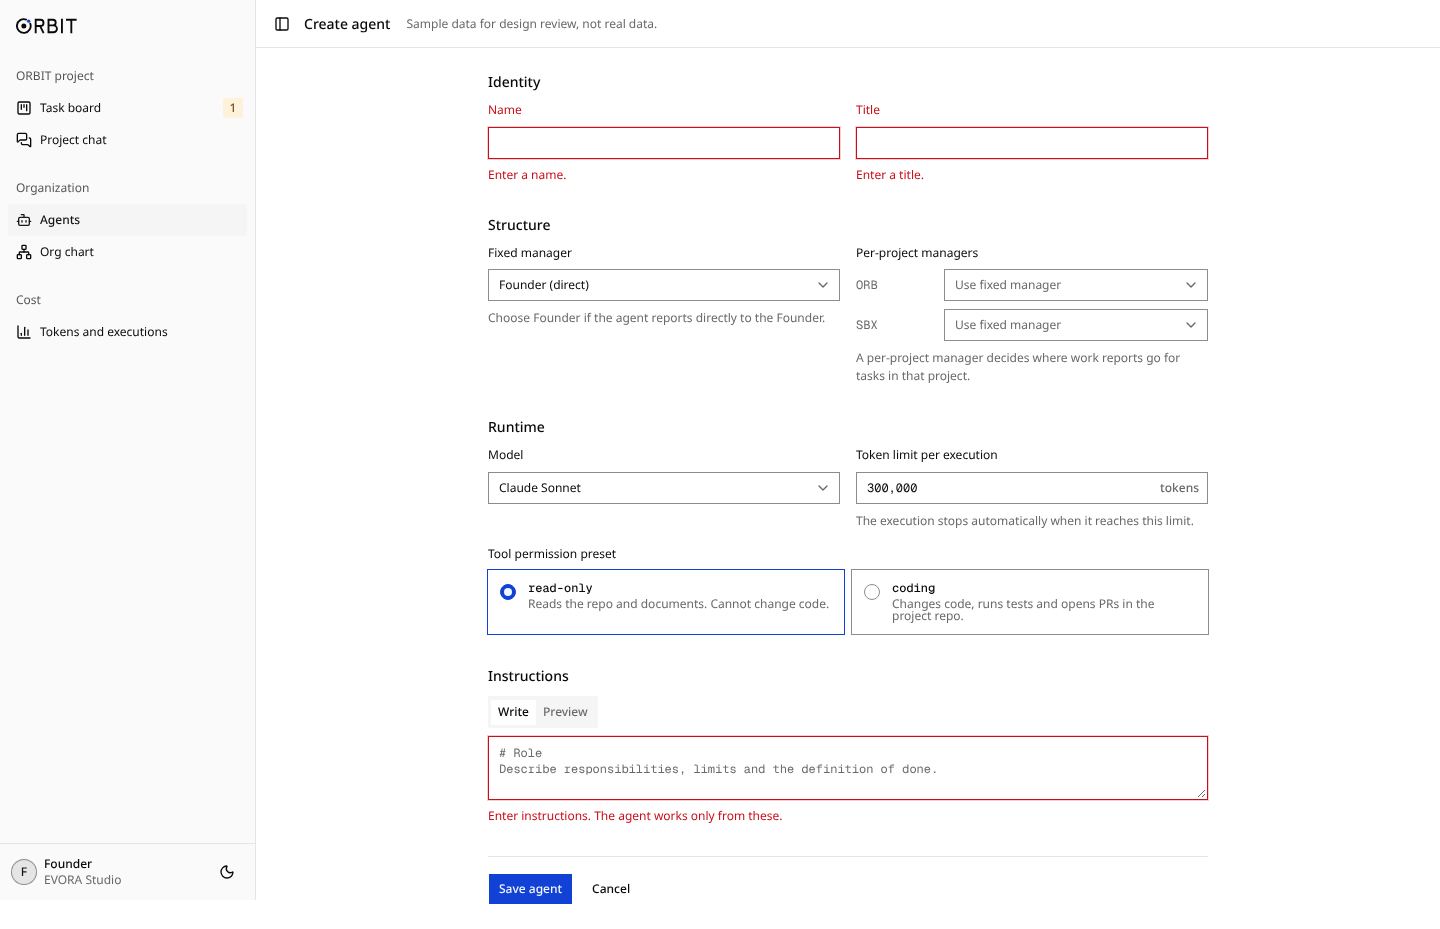 ORBIT
ORBIT project
Task board 1
Project chat
Organization
Agents
Org chart
Cost
Tokens and executions
Founder
EVORA Studio
F
Create agent Sample data for design review, not real data.
Identity
Name Title
Enter a name. Enter a title.
Structure
Fixed manager Per-project managers
Founder (direct)
Choose Founder if the agent reports directly to the Founder.
ORB Use fixed manager
SBX Use fixed manager
A per-project manager decides where work reports go for
tasks in that project.
Runtime
Model Token limit per execution
Claude Sonnet 300,000 tokens
The execution stops automatically when it reaches this limit.
Tool permission preset
read-only
Reads the repo and documents. Cannot change code.
coding
Changes code, runs tests and opens PRs in the
project repo.
Instructions
Write Preview
# Role
Describe responsibilities, limits and the definition of done.
Enter instructions. The agent works only from these.
Save agent Cancel